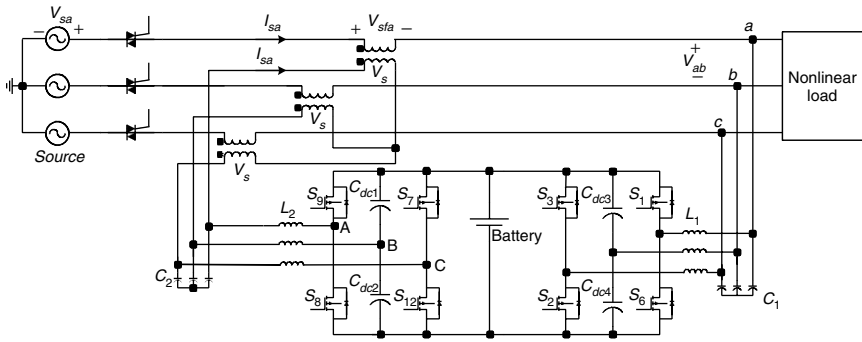 V_sa
− +
I_sa
+ V_sfa −
a
I_sa
V_s
+
V_ab
−
b
Nonlinear
load
V_s
c
Source
V_s
S_9
C_dc1
S_7
S_3
C_dc3
S_1
L_2
A
L_1
B
Battery
C
C_2
C_dc2
C_dc4
S_8
S_12
S_2
S_6
C_1